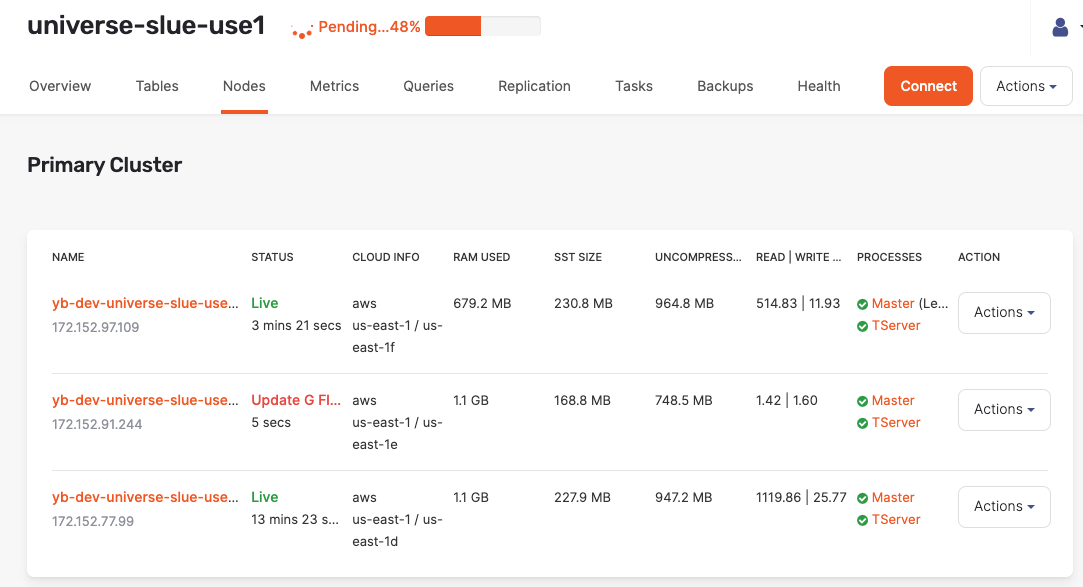 universe-slue-use1
Pending...48%
Overview Tables Nodes Metrics Queries Replication Tasks Backups Health Connect Actions
Primary Cluster
NAME STATUS CLOUD INFO RAM USED SST SIZE UNCOMPRESS... READ | WRITE ... PROCESSES ACTION
yb-dev-universe-slue-use... Live aws 679.2 MB 230.8 MB 964.8 MB 514.83 | 11.93 Master (Le... Actions
172.152.97.109 3 mins 21 secs us-east-1 / us- TServer
east-1f
yb-dev-universe-slue-use... Update G Fl... aws 1.1 GB 168.8 MB 748.5 MB 1.42 | 1.60 Master Actions
172.152.91.244 5 secs us-east-1 / us- TServer
east-1e
yb-dev-universe-slue-use... Live aws 1.1 GB 227.9 MB 947.2 MB 1119.86 | 25.77 Master Actions
172.152.77.99 13 mins 23 s... us-east-1 / us- TServer
east-1d